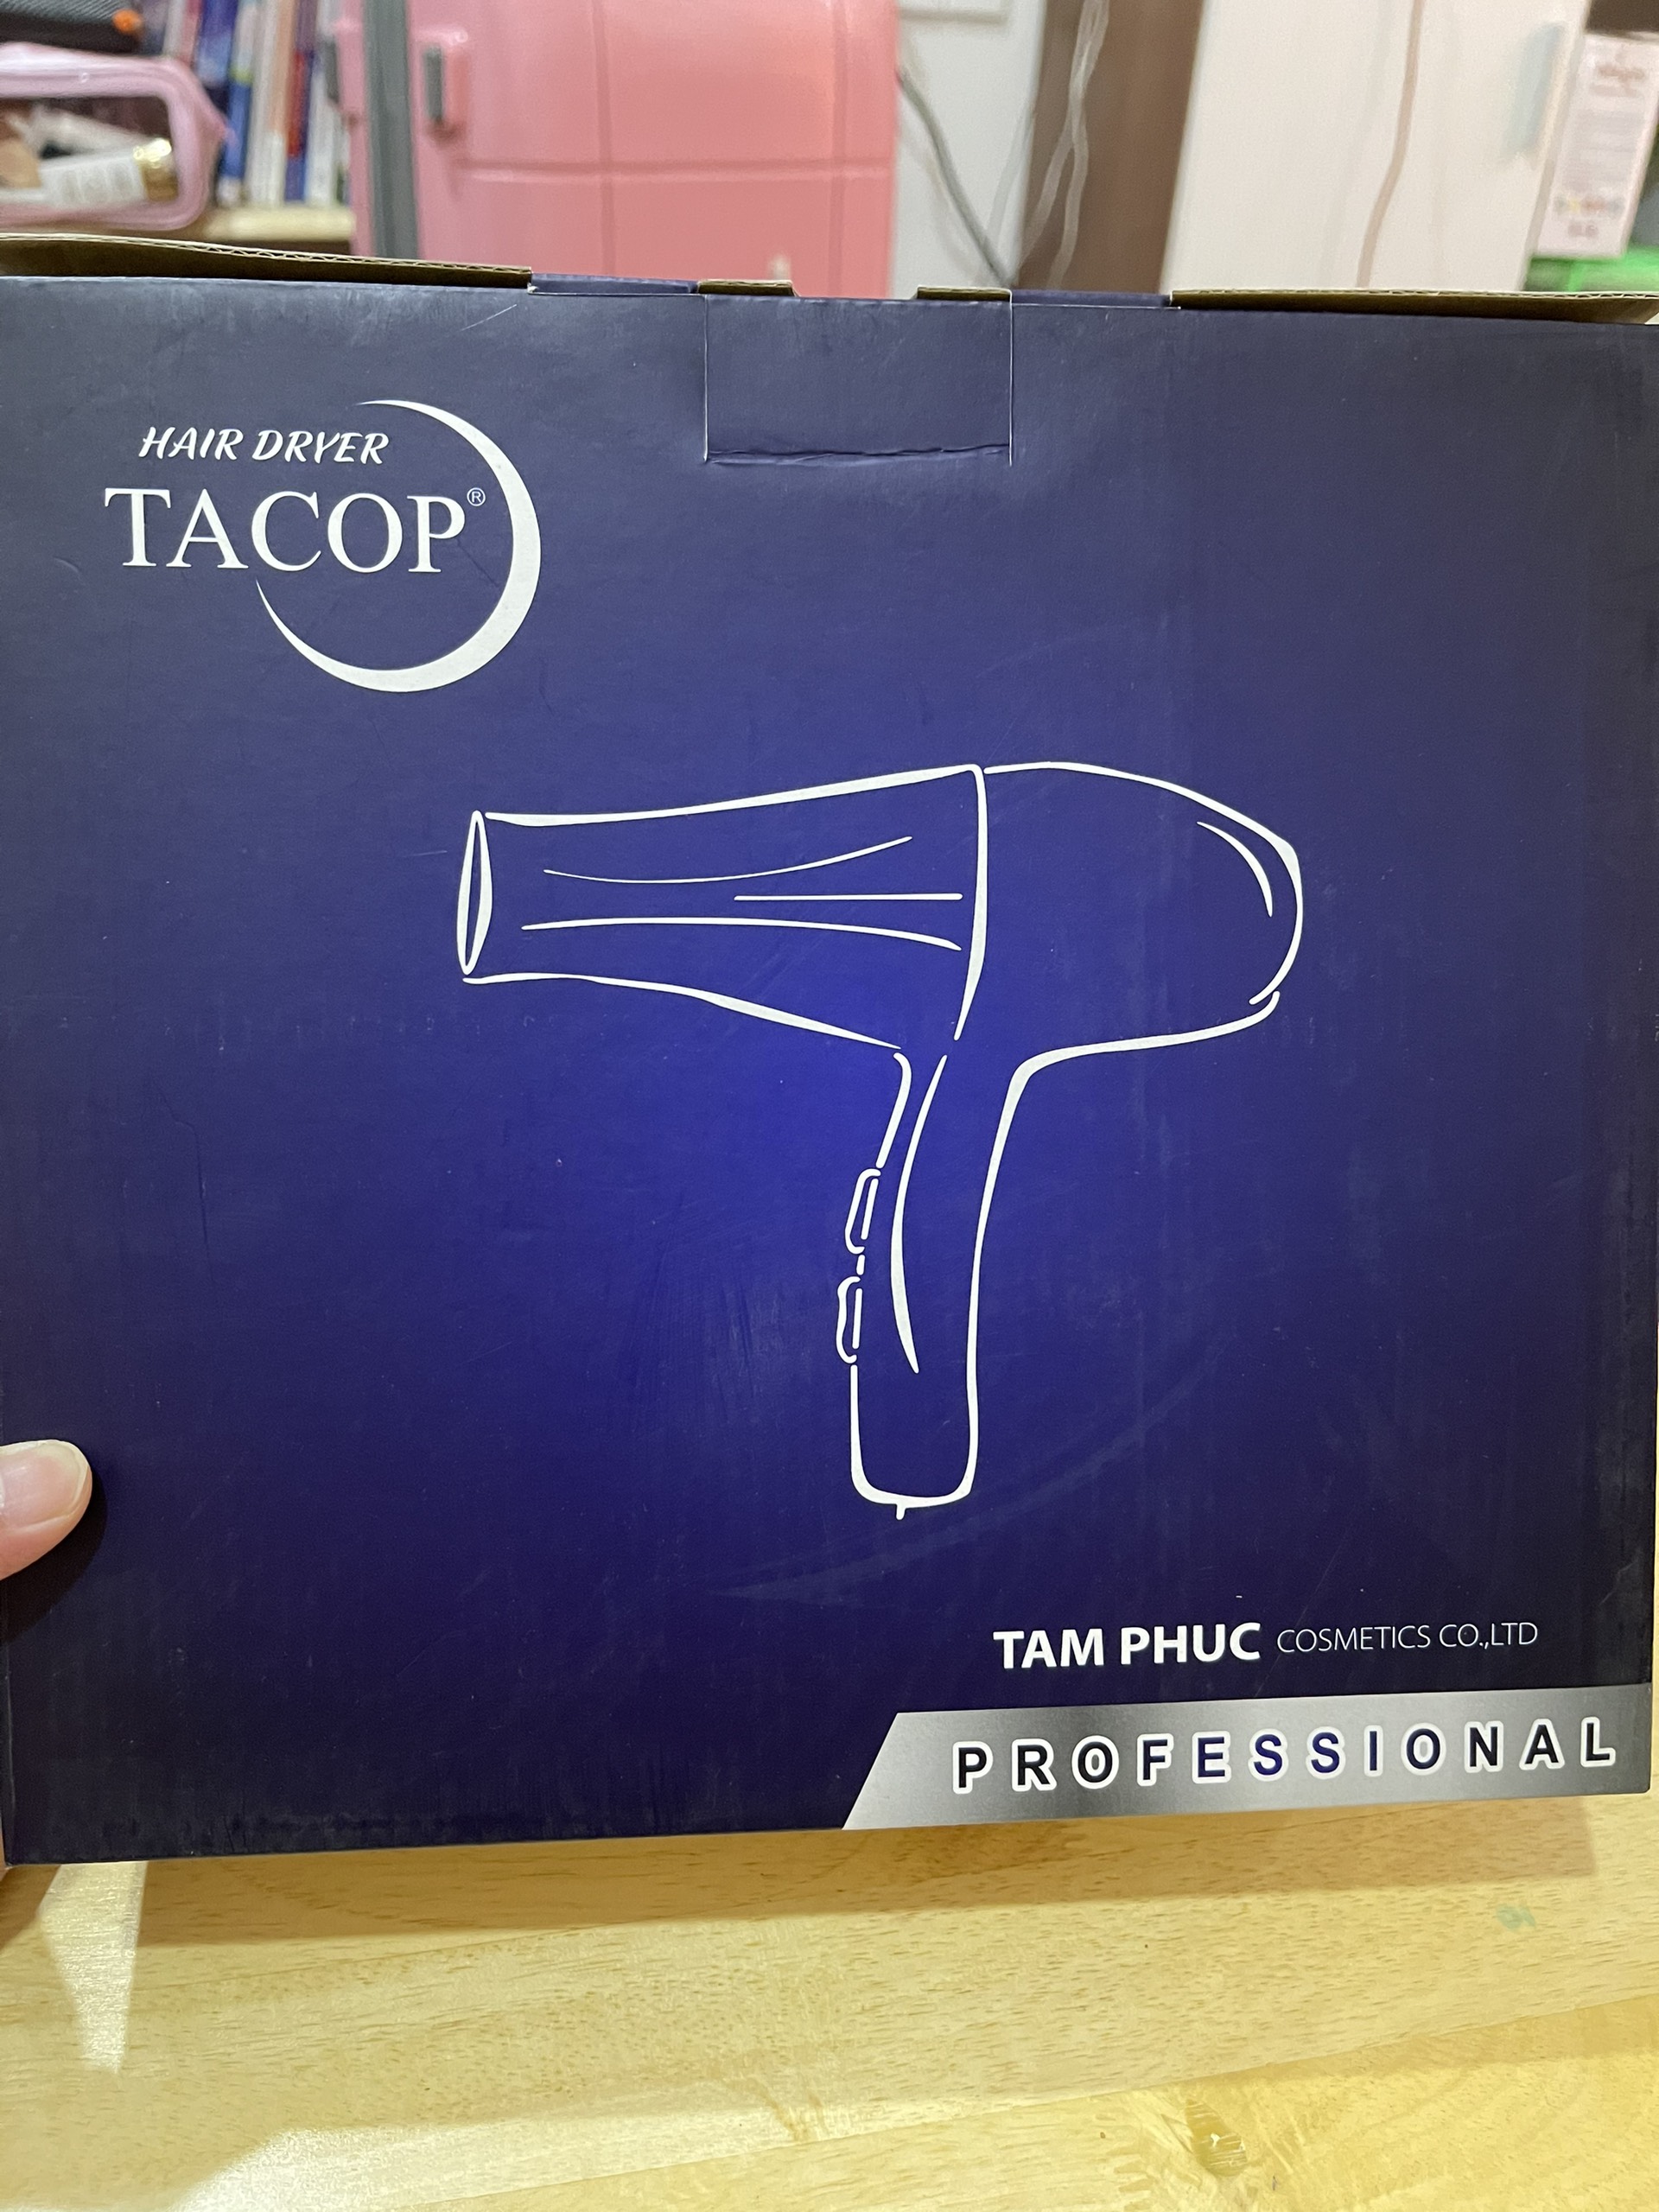 HAIR DRYER
TACOP®
TAM PHUC COSMETICS CO.,LTD
PROFESSIONAL